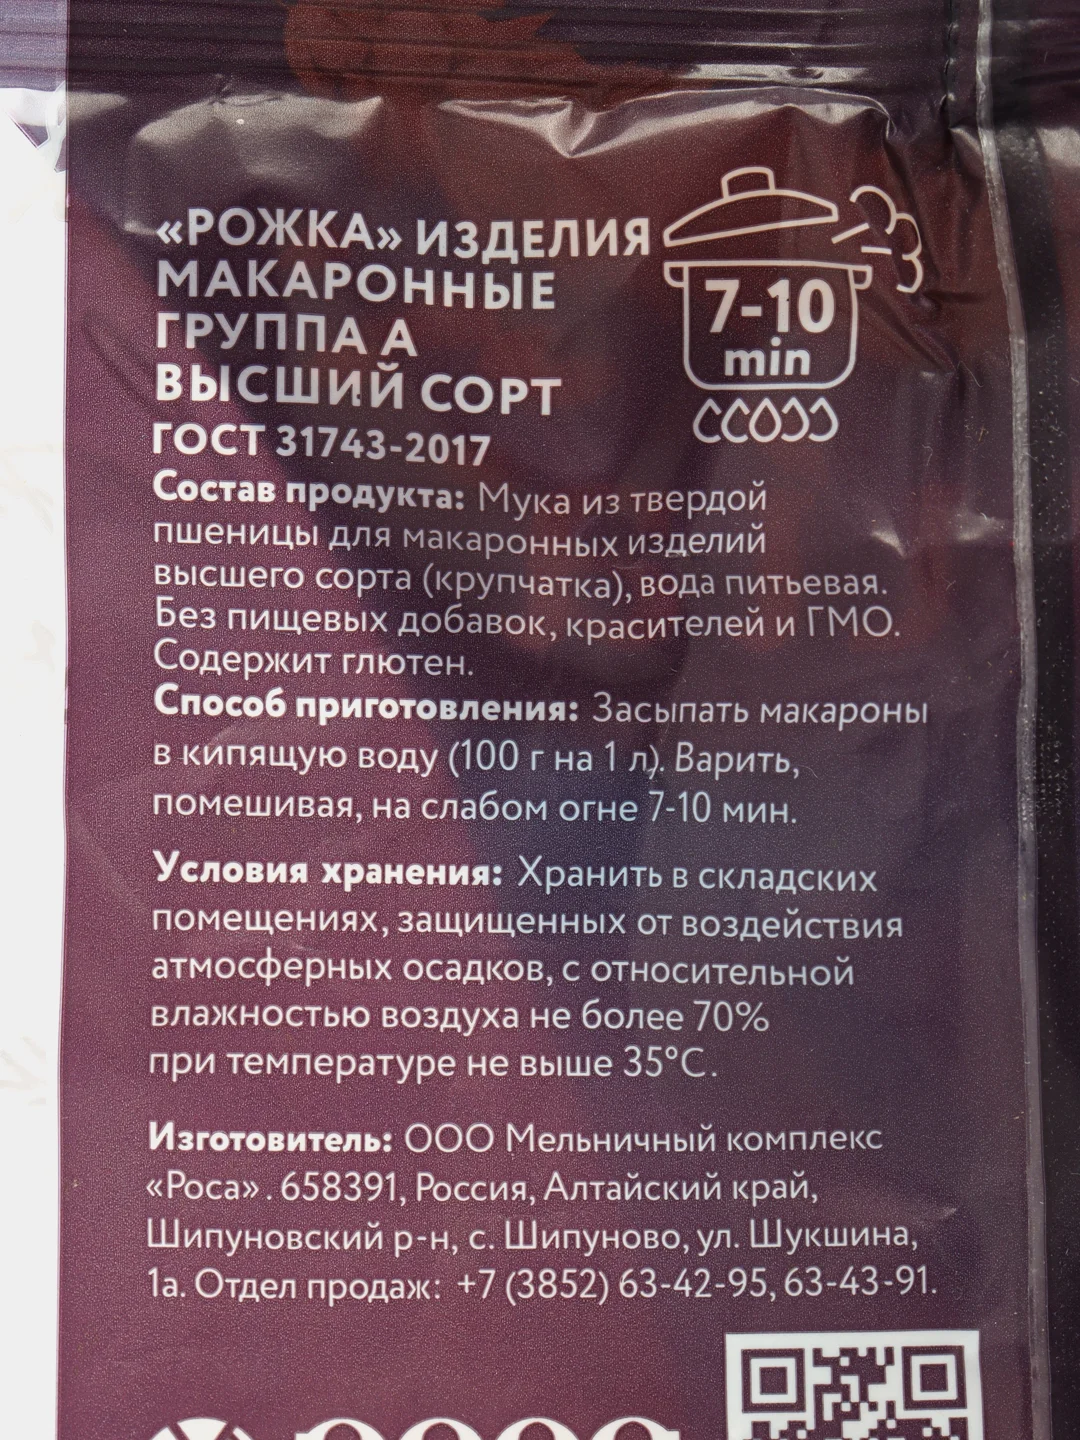 «РОЖКА» ИЗДЕЛИЯ
МАКАРОННЫЕ
ГРУППА А
ВЫСШИЙ СОРТ
ГОСТ 31743-2017
7-10
min
Состав продукта: Мука из твердой
пшеницы для макаронных изделий
высшего сорта (крупчатка), вода питьевая.
Без пищевых добавок, красителей и ГМО.
Содержит глютен.
Способ приготовления: Засыпать макароны
в кипящую воду (100 г на 1 л). Варить,
помешивая, на слабом огне 7-10 мин.
Условия хранения: Хранить в складских
помещениях, защищенных от воздействия
атмосферных осадков, с относительной
влажностью воздуха не более 70%
при температуре не выше 35°С.
Изготовитель: ООО Мельничный комплекс
«Роса». 658391, Россия, Алтайский край,
Шипуновский р-н, с. Шипуново, ул. Шукшина,
1а. Отдел продаж: +7 (3852) 63-42-95, 63-43-91.